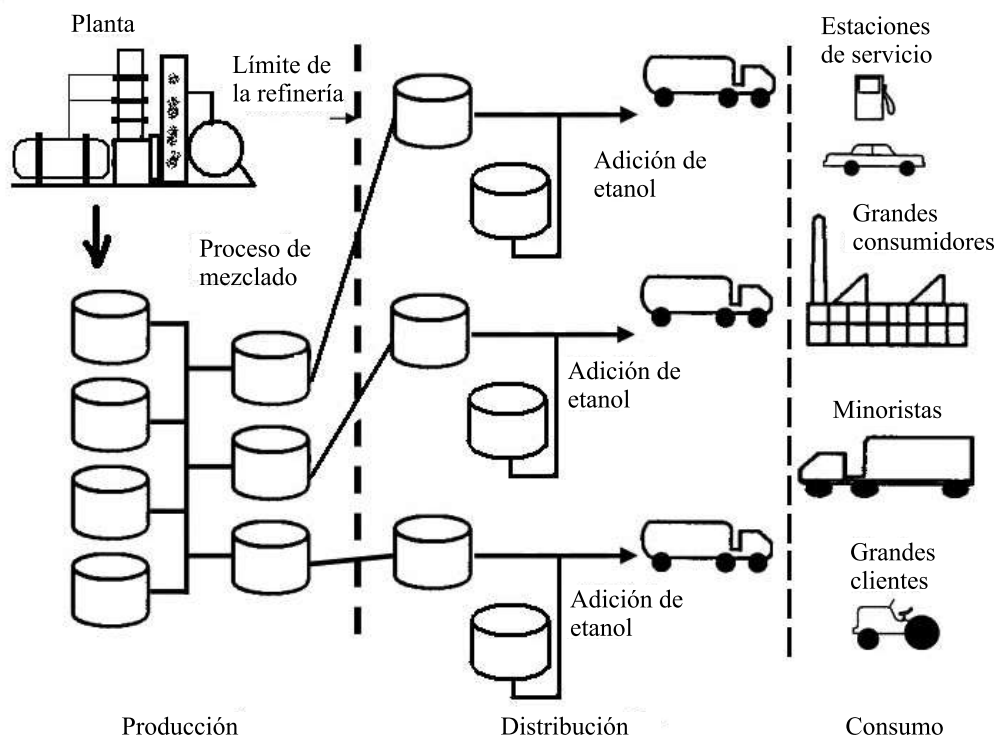 Planta
Límite de
la refinería
Proceso de
mezclado
Adición de
etanol
Adición de
etanol
Adición de
etanol
Estaciones
de servicio
Grandes
consumidores
Minoristas
Grandes
clientes
Producción
Distribución
Consumo